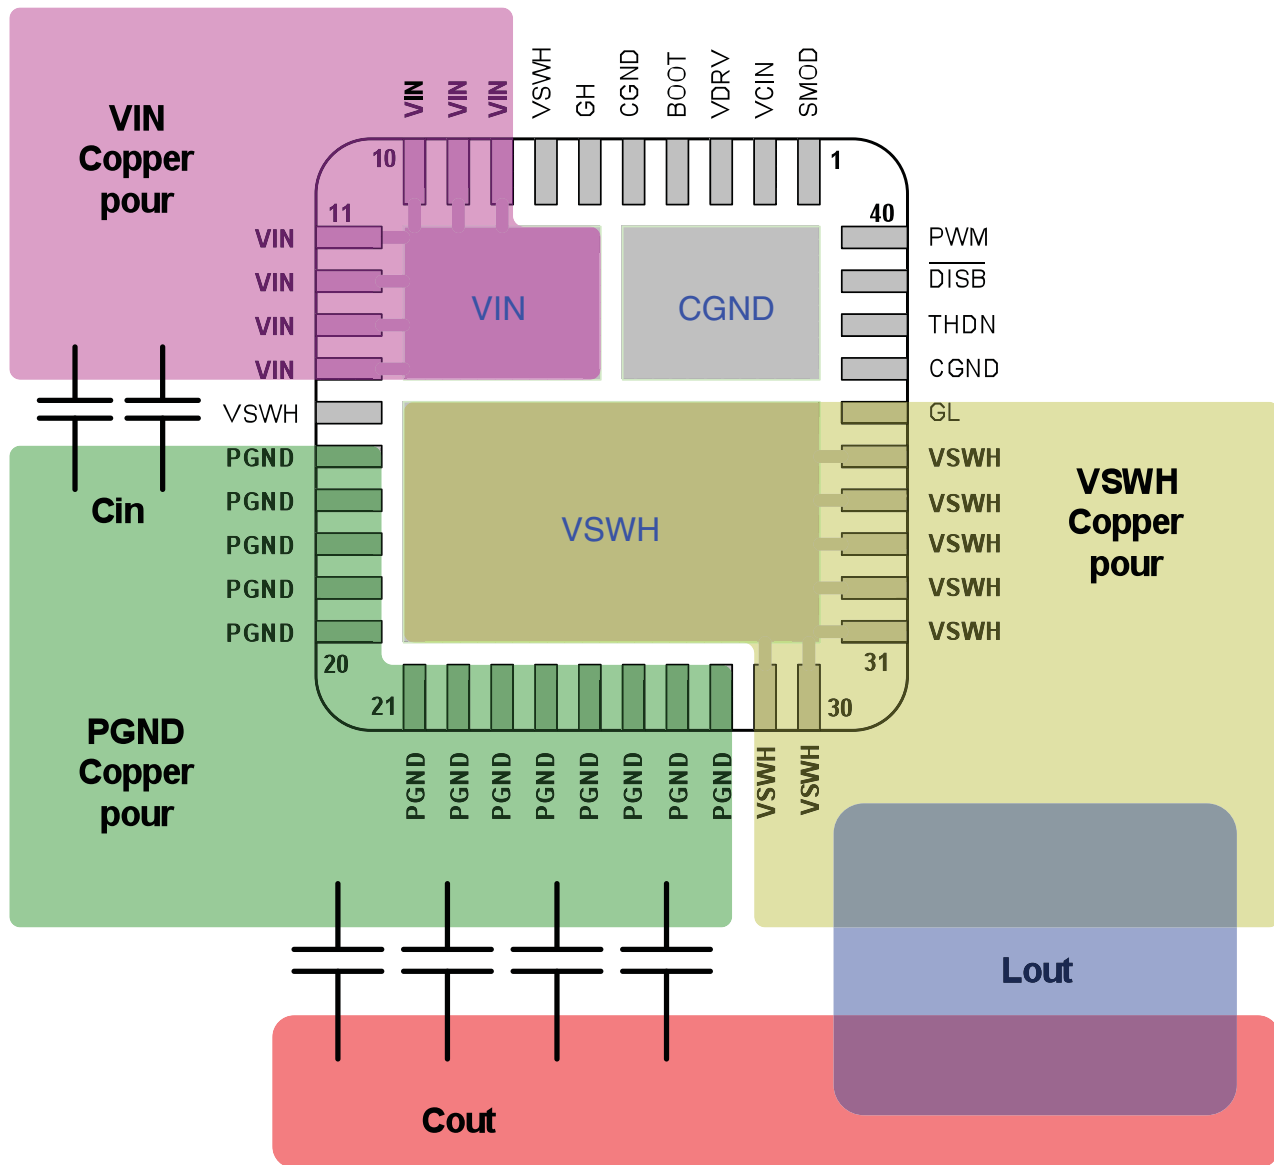 VIN
Copper
pour
VIN
VIN
VIN
VSWH
GH
CGND
BOOT
VDRV
VCIN
SMOD
10
1
11
40
VIN
VIN
VIN
VIN
VSWH
PGND
PGND
PGND
PGND
PGND
VIN
CGND
VSWH
PWM
DISB
THDN
CGND
GL
VSWH
VSWH
VSWH
VSWH
VSWH
VSWH
Copper
pour
Cin
20
31
21
30
PGND
Copper
pour
PGND
PGND
PGND
PGND
PGND
PGND
PGND
PGND
VSWH
VSWH
Lout
Cout